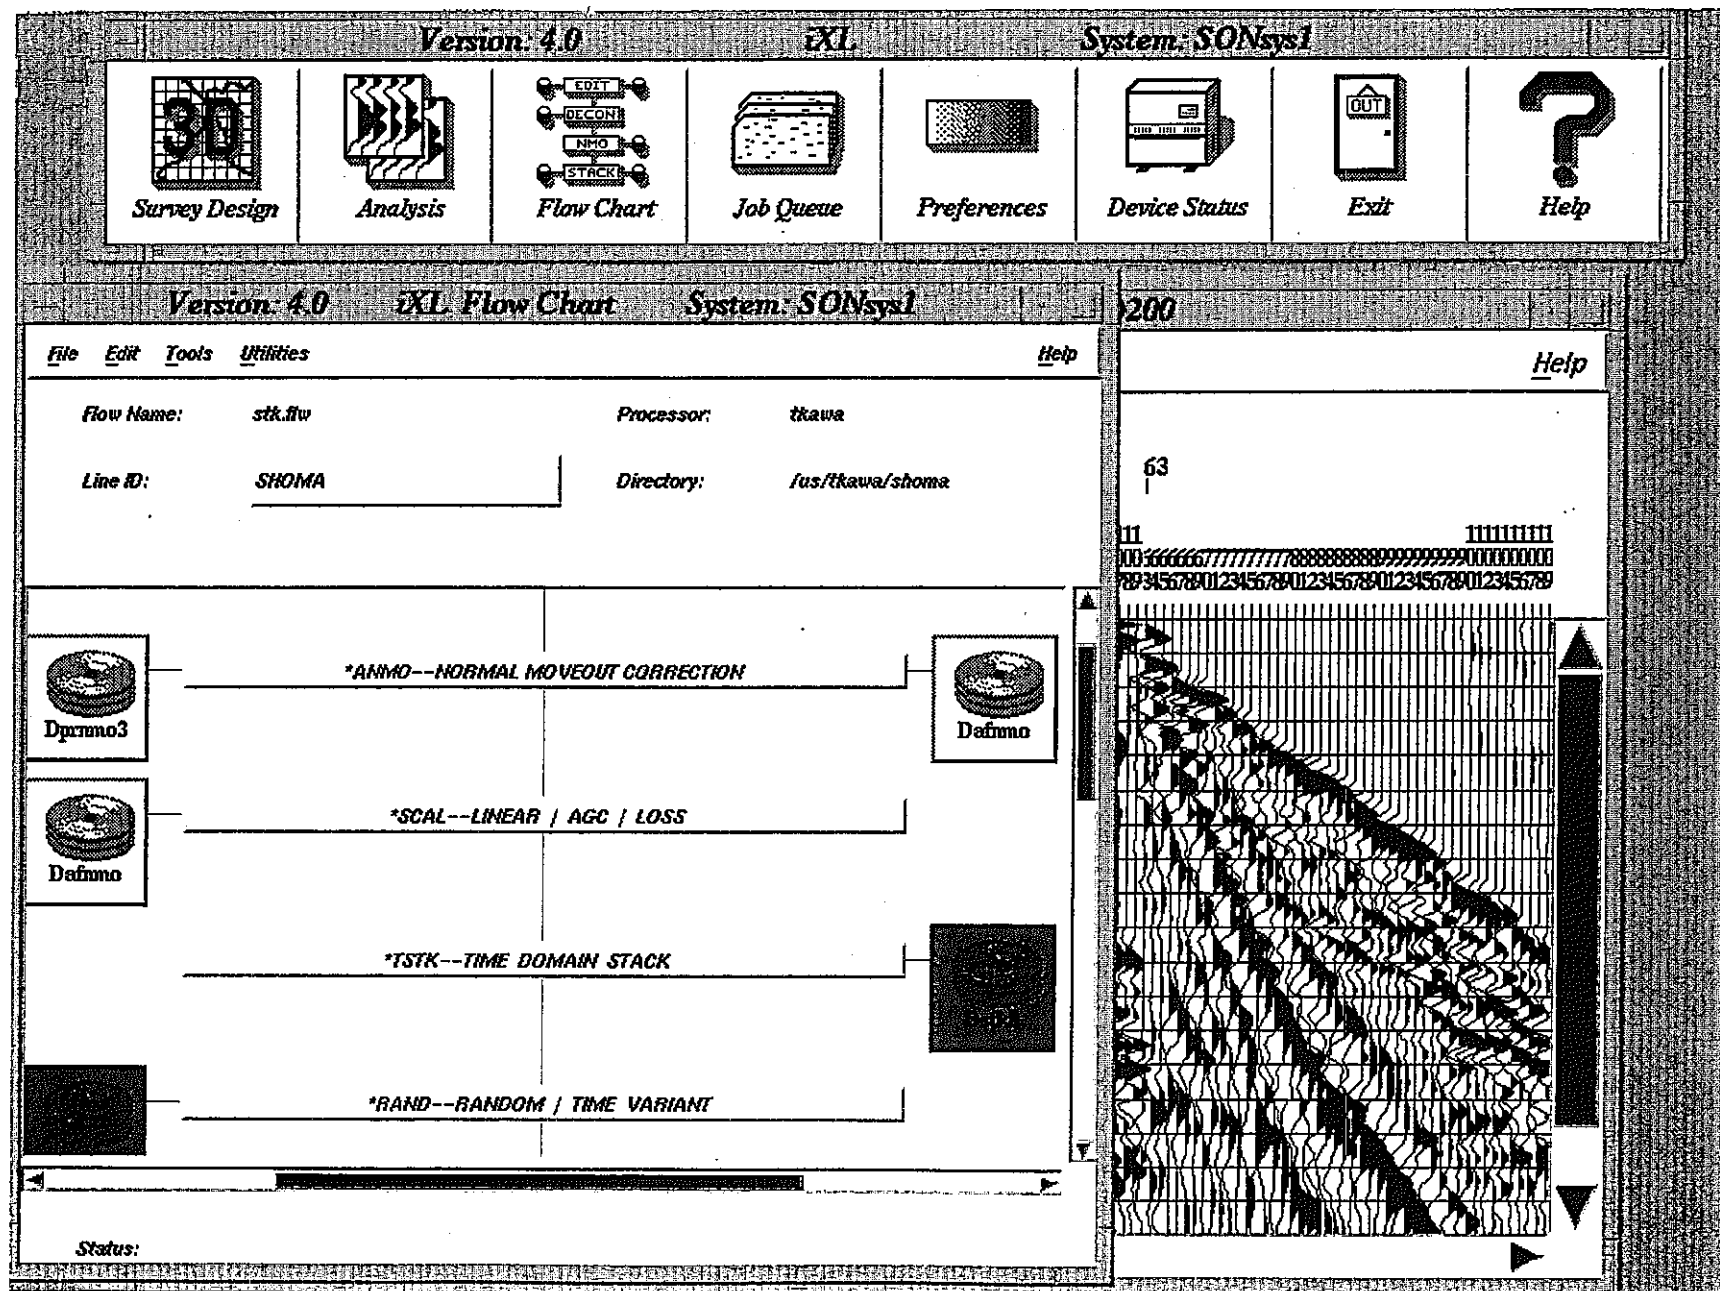 Version: 4.0 iXL System: SONsys1
3D
EDIT
DECON
NMO
STACK
OUT
Survey Design Analysis Flow Chart Job Queue Preferences Device Status Exit Help
Version: 4.0 iXL Flow Chart System: SONsys1
200
File Edit Tools Utilities Help
Help
Flow Name: stk.flw Processor: tkawa
63
Line ID: SHOMA Directory: /us/tkawa/shoma
1111111111
*ANMO--NORMAL MOVEOUT CORRECTION
Dprnmo3 Dafnmo
*SCAL--LINEAR / AGC / LOSS
Dafnmo
*TSTK--TIME DOMAIN STACK
*RAND--RANDOM / TIME VARIANT
Status: